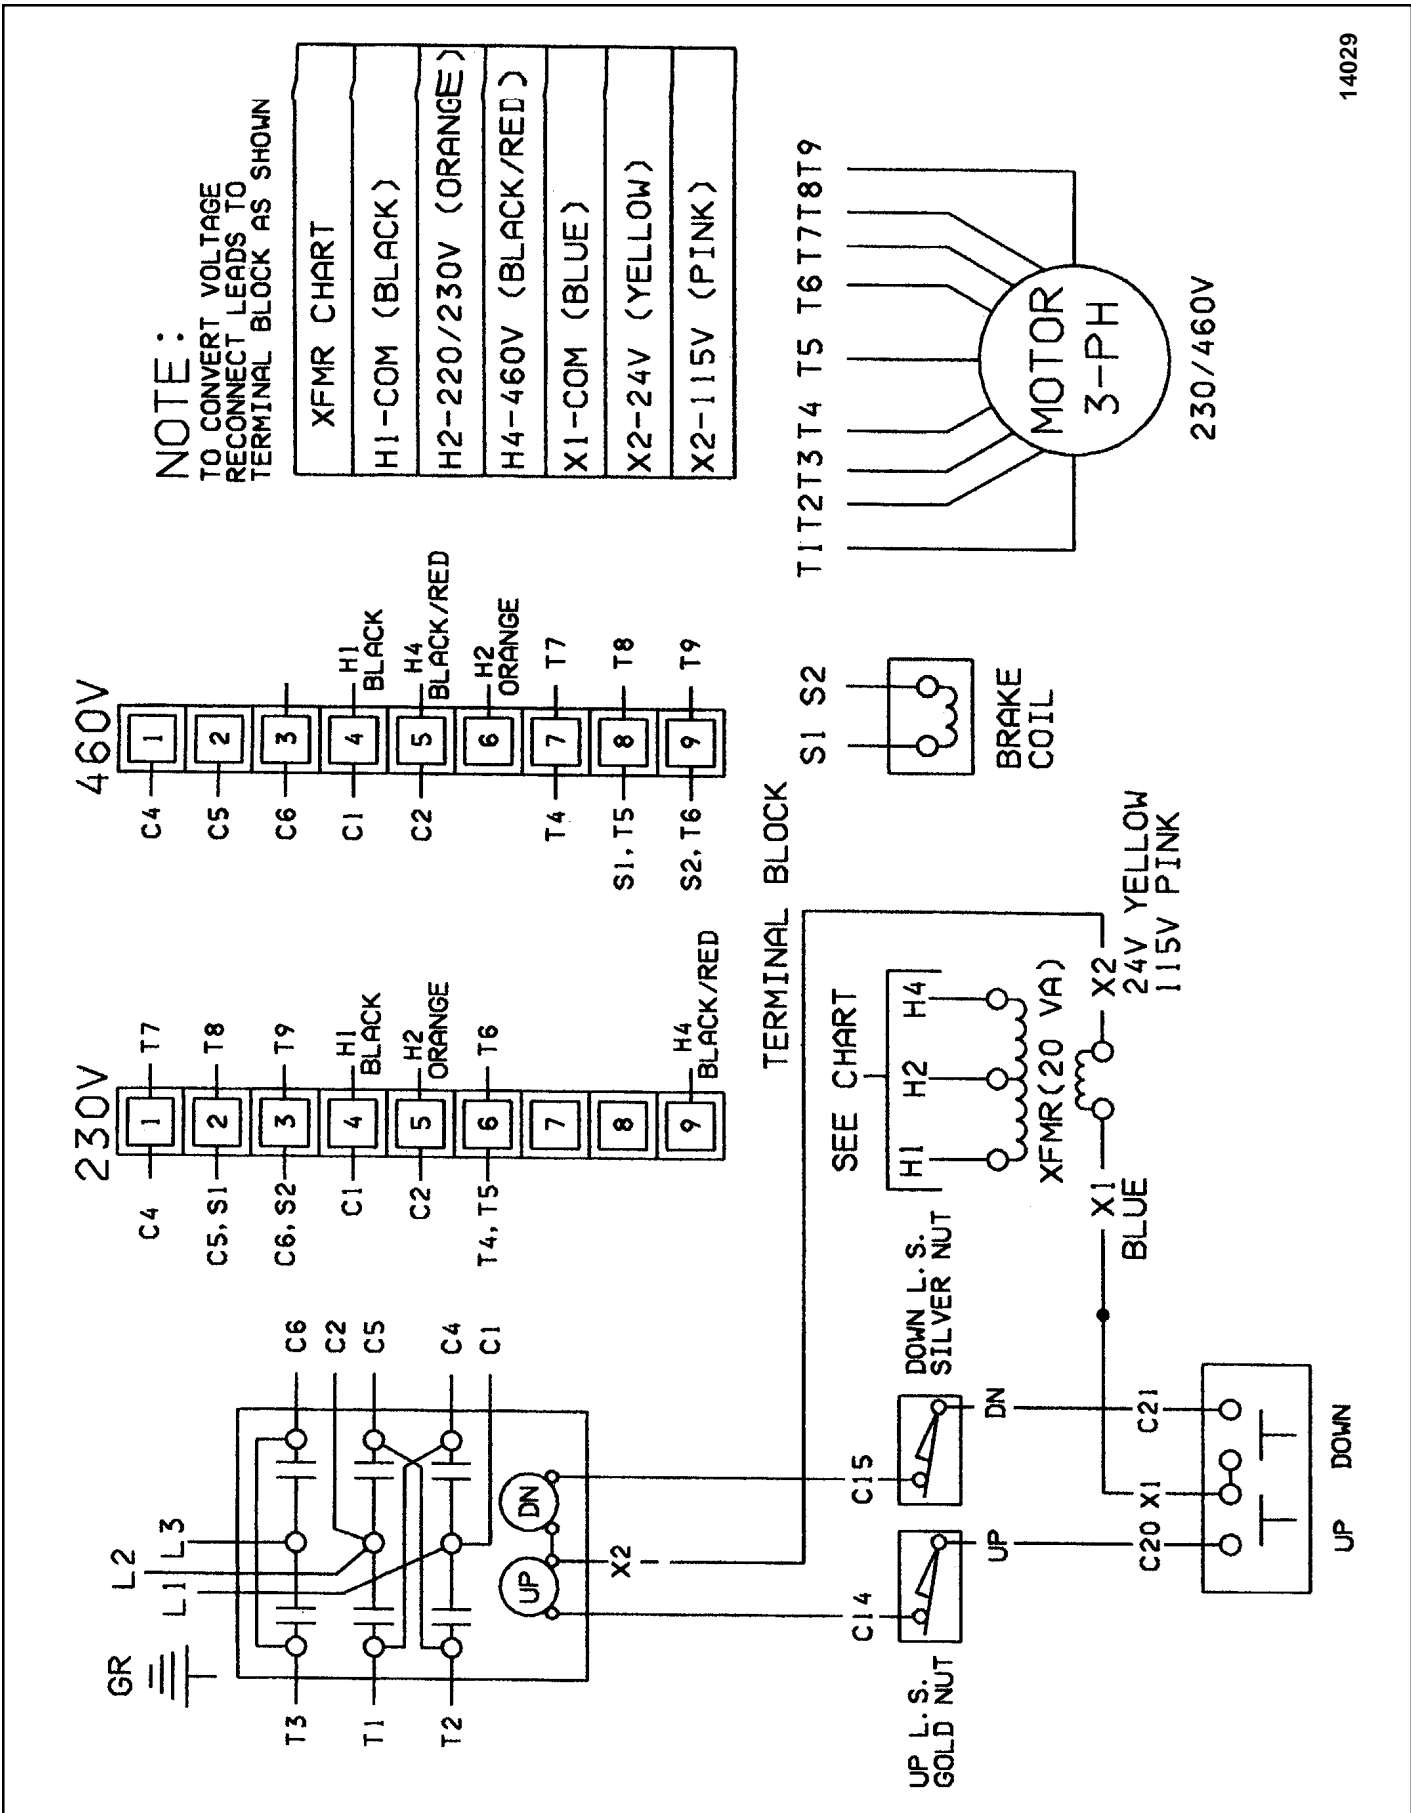 GR
L1
L2
L3
T3
T1
T2
C6
C2
C5
C4
C1
UP
DN
X2
230V
C4
1
T7
C5, S1
2
T8
C6, S2
3
T9
C1
4
H1
BLACK
C2
5
H2
ORANGE
T4, T5
6
T6
7
8
9
H4
BLACK/RED
460V
C4
1
C5
2
C6
3
C1
4
H1
BLACK
C2
5
H4
BLACK/RED
6
H2
ORANGE
T4
7
T7
S1, T5
8
T8
S2, T6
9
T9
TERMINAL BLOCK
NOTE:
TO CONVERT VOLTAGE
RECONNECT LEADS TO
TERMINAL BLOCK AS SHOWN
XFMR CHART
H1-COM (BLACK)
H2-220/230V (ORANGE)
H4-460V (BLACK/RED)
X1-COM (BLUE)
X2-24V (YELLOW)
X2-115V (PINK)
C14
C15
UP L.S.
GOLD NUT
DOWN L.S.
SILVER NUT
UP
DN
C20
X1
C21
UP
DOWN
SEE CHART
H1
H2
H4
XFMR(20 VA)
X1
BLUE
X2
24V YELLOW
115V PINK
S1
S2
BRAKE
COIL
T1 T2 T3 T4 T5 T6 T7 T8 T9
MOTOR
3-PH
230/460V
14029